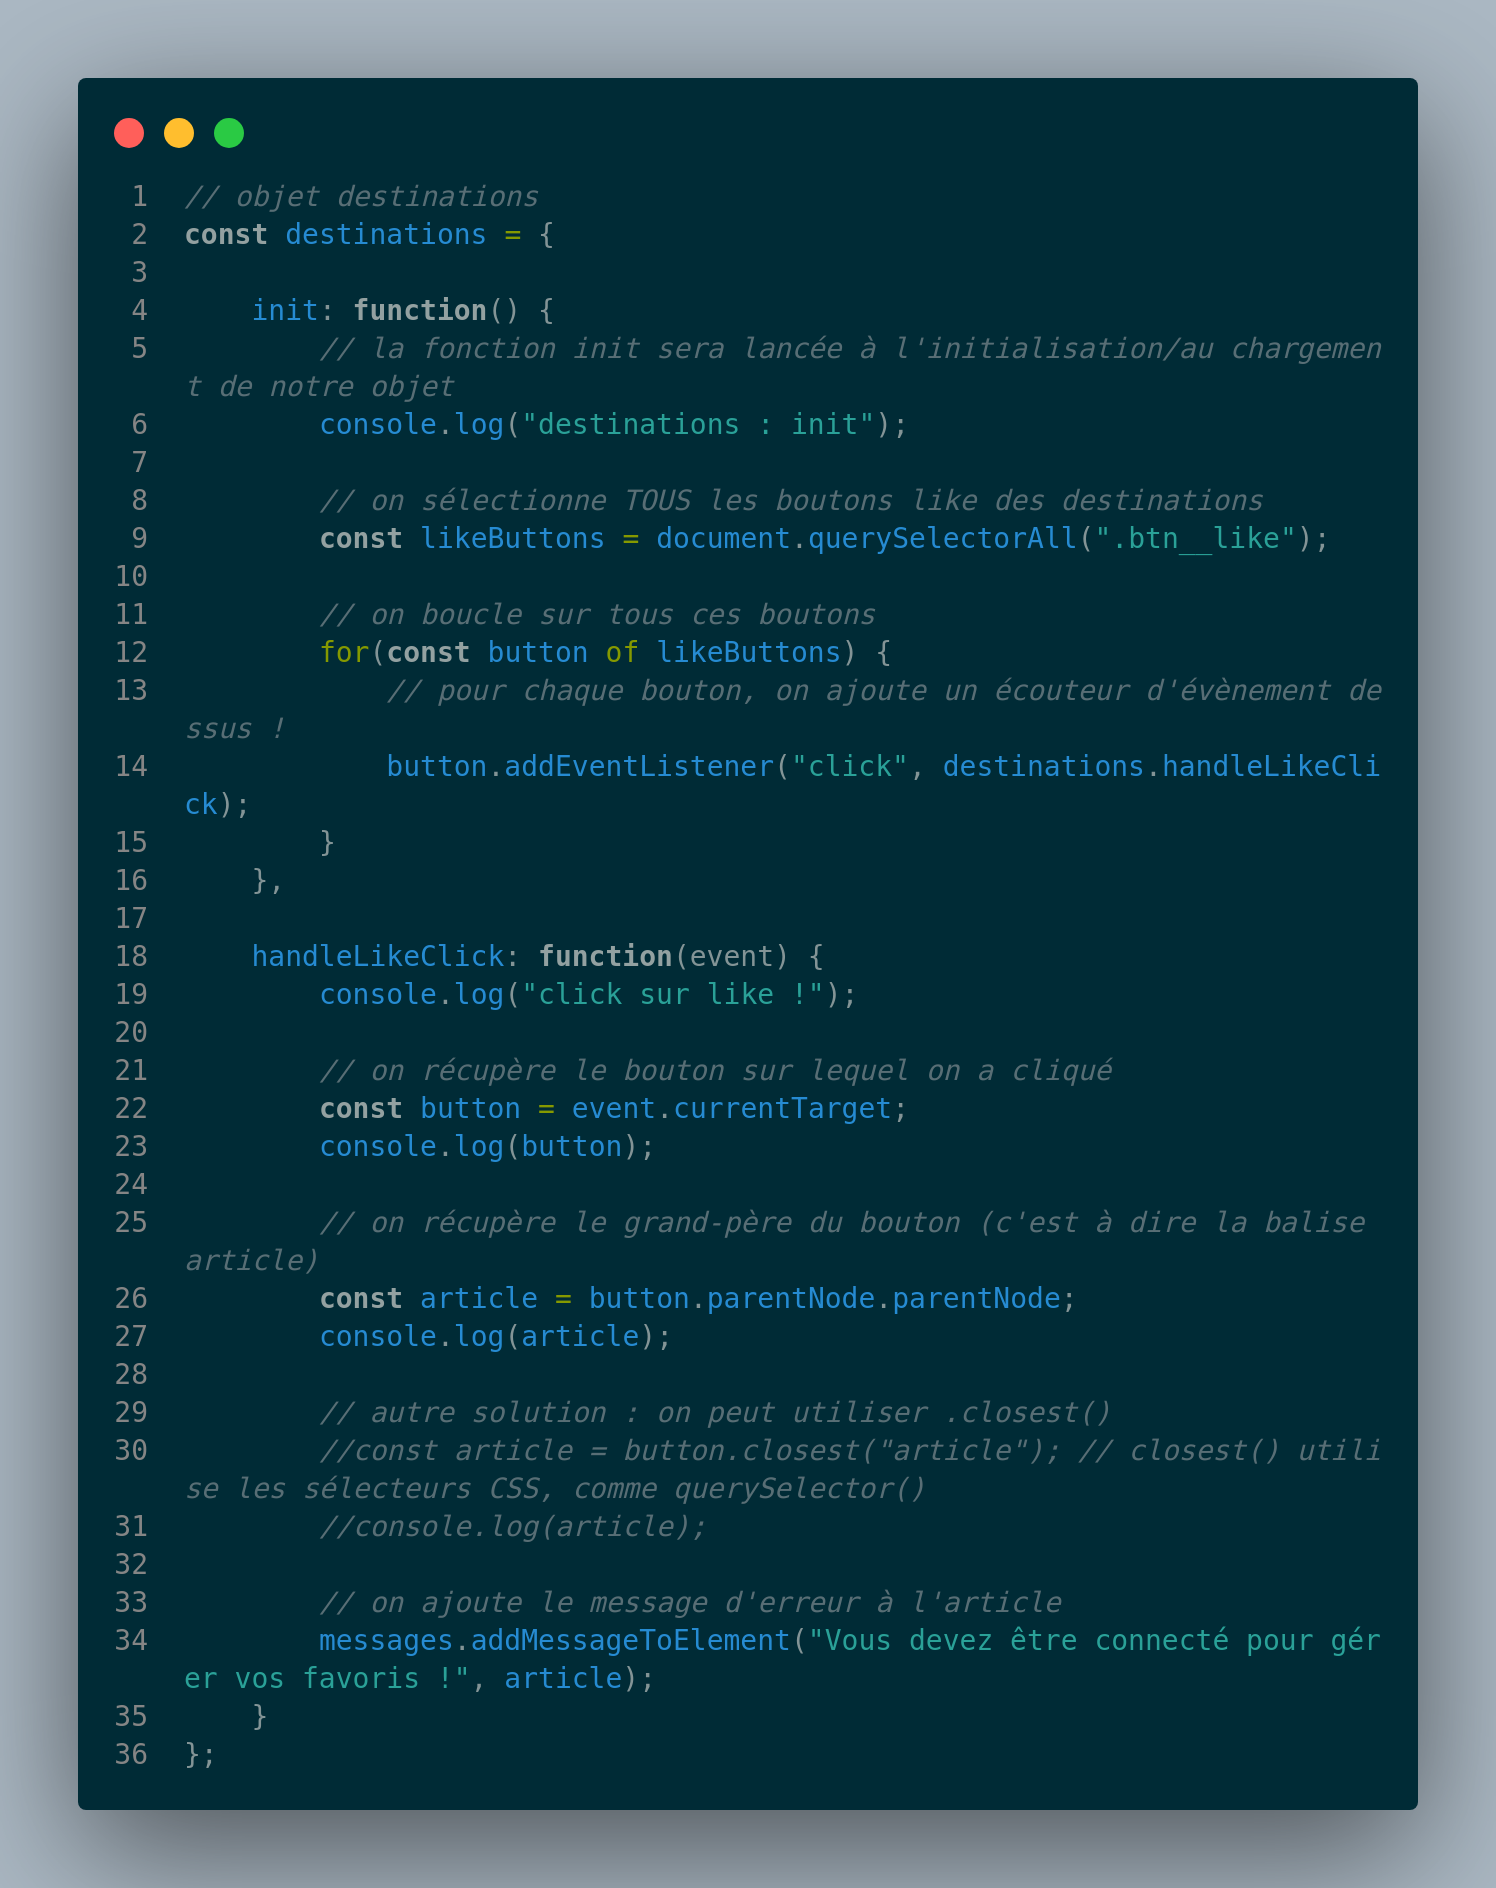 1 // objet destinations
2 const destinations = {
3
4     init: function() {
5         // la fonction init sera lancée à l'initialisation/au chargemen
t de notre objet
6         console.log("destinations : init");
7
8         // on sélectionne TOUS les boutons like des destinations
9         const likeButtons = document.querySelectorAll(".btn__like");
10
11         // on boucle sur tous ces boutons
12         for(const button of likeButtons) {
13             // pour chaque bouton, on ajoute un écouteur d'évènement de
ssus !
14             button.addEventListener("click", destinations.handleLikeCli
ck);
15         }
16     },
17
18     handleLikeClick: function(event) {
19         console.log("click sur like !");
20
21         // on récupère le bouton sur lequel on a cliqué
22         const button = event.currentTarget;
23         console.log(button);
24
25         // on récupère le grand-père du bouton (c'est à dire la balise
article)
26         const article = button.parentNode.parentNode;
27         console.log(article);
28
29         // autre solution : on peut utiliser .closest()
30         //const article = button.closest("article"); // closest() utili
se les sélecteurs CSS, comme querySelector()
31         //console.log(article);
32
33         // on ajoute le message d'erreur à l'article
34         messages.addMessageToElement("Vous devez être connecté pour gér
er vos favoris !", article);
35     }
36 };